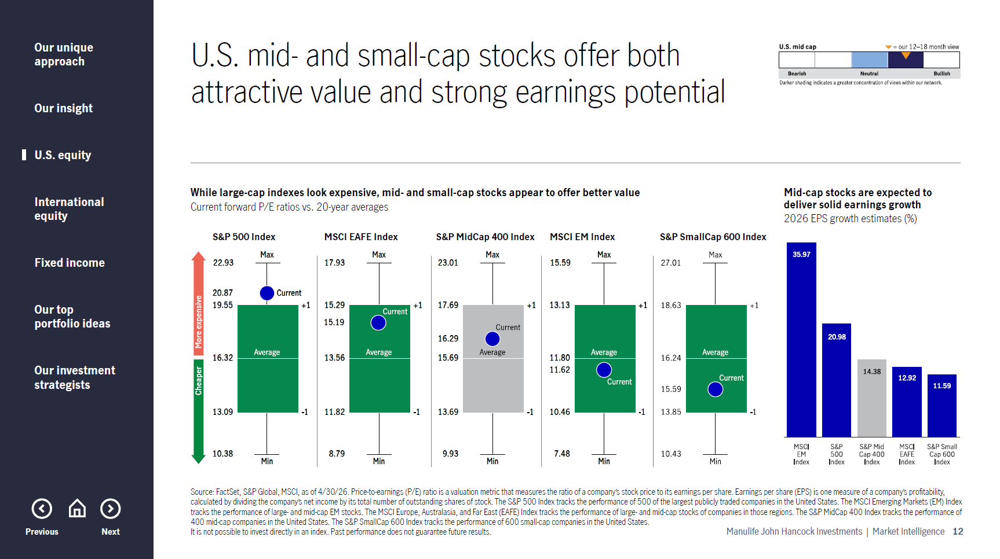 Our unique
approach
Our insight
U.S. equity
International
equity
Fixed income
Our top
portfolio ideas
Our investment
strategists
Previous
Next
U.S. mid- and small-cap stocks offer both
attractive value and strong earnings potential
U.S. mid cap
= our 12–18 month view
Bearish
Neutral
Bullish
Darker shading indicates a greater concentration of views within our network.
While large-cap indexes look expensive, mid- and small-cap stocks appear to offer better value
Current forward P/E ratios vs. 20-year averages
More expensive
Cheaper
S&P 500 Index
Max
22.93
20.87
Current
19.55
+1
Average
16.32
13.09
-1
10.38
Min
MSCI EAFE Index
Max
17.93
15.29
+1
Current
15.19
Average
13.56
11.82
-1
8.79
Min
S&P MidCap 400 Index
Max
23.01
17.69
+1
Current
16.29
Average
15.69
13.69
-1
9.93
Min
MSCI EM Index
Max
15.59
13.13
+1
Average
11.80
11.62
Current
10.46
-1
7.48
Min
S&P SmallCap 600 Index
Max
27.01
18.63
+1
Average
16.24
Current
15.59
13.85
-1
10.43
Min
Mid-cap stocks are expected to
deliver solid earnings growth
2026 EPS growth estimates (%)
35.97
20.98
14.38
12.92
11.59
MSCI
EM
Index
S&P
500
Index
S&P Mid
Cap 400
Index
MSCI
EAFE
Index
S&P Small
Cap 600
Index
Source: FactSet, S&P Global, MSCI, as of 4/30/26. Price-to-earnings (P/E) ratio is a valuation metric that measures the ratio of a company's stock price to its earnings per share. Earnings per share (EPS) is one measure of a company's profitability,
calculated by dividing the company's net income by its total number of outstanding shares of stock. The S&P 500 Index tracks the performance of 500 of the largest publicly traded companies in the United States. The MSCI Emerging Markets (EM) Index
tracks the performance of large- and mid-cap EM stocks. The MSCI Europe, Australasia, and Far East (EAFE) Index tracks the performance of large- and mid-cap stocks of companies in those regions. The S&P MidCap 400 Index tracks the performance of
400 mid-cap companies in the United States. The S&P SmallCap 600 Index tracks the performance of 600 small-cap companies in the United States.
It is not possible to invest directly in an index. Past performance does not guarantee future results.
Manulife John Hancock Investments | Market Intelligence 12